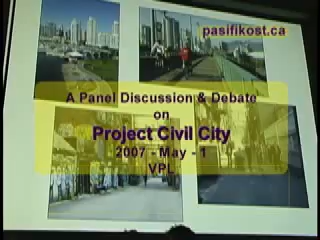 pasifikost.ca
A Panel Discussion & Debate
on
Project Civil City
2007 - May - 1
VPL